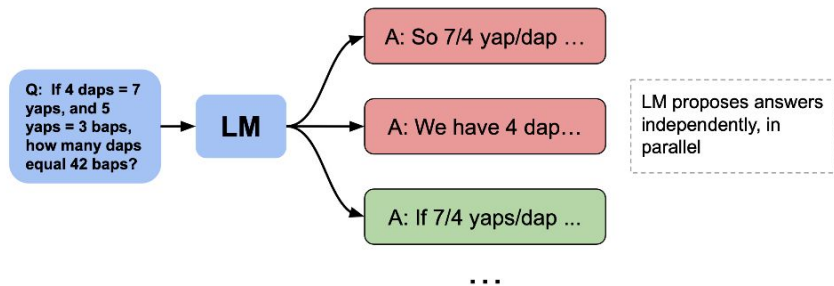 Q: If 4 daps = 7
yaps, and 5
yaps = 3 baps,
how many daps
equal 42 baps?
LM
A: So 7/4 yap/dap ...
A: We have 4 dap...
A: If 7/4 yaps/dap ...
...
LM proposes answers
independently, in
parallel